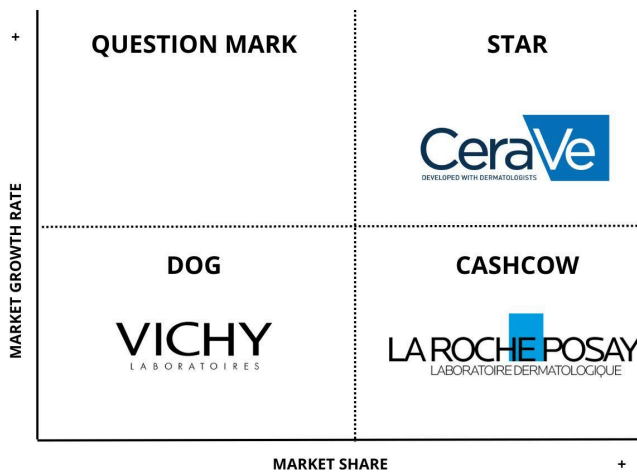 +
QUESTION MARK
STAR
CeraVe
DEVELOPED WITH DERMATOLOGISTS
MARKET GROWTH RATE
DOG
CASHCOW
VICHY
LABORATOIRES
LA ROCHE POSAY
LABORATOIRE DERMATOLOGIQUE
MARKET SHARE
+